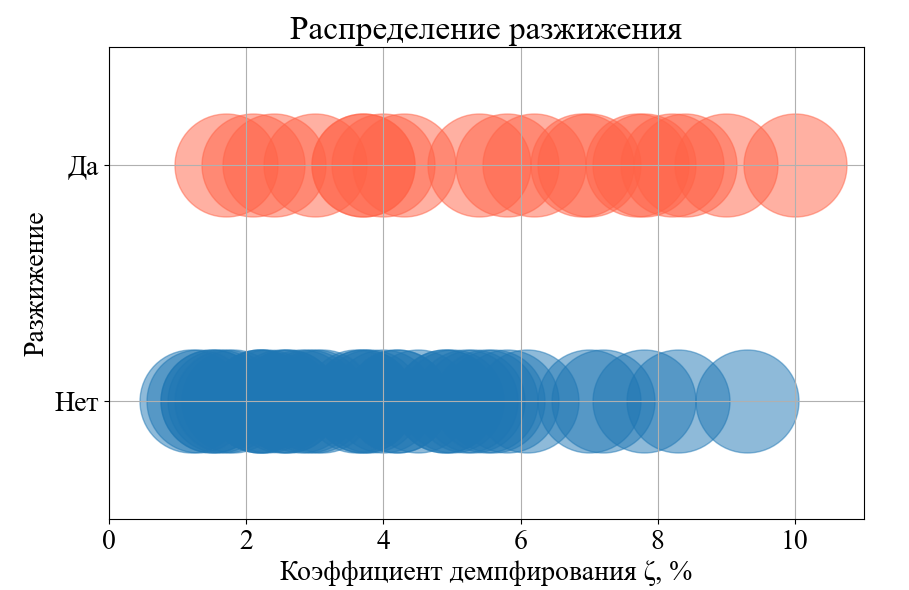 Распределение разжижения
Разжижение
Да
Нет
0 2 4 6 8 10
Коэффициент демпфирования ζ, %